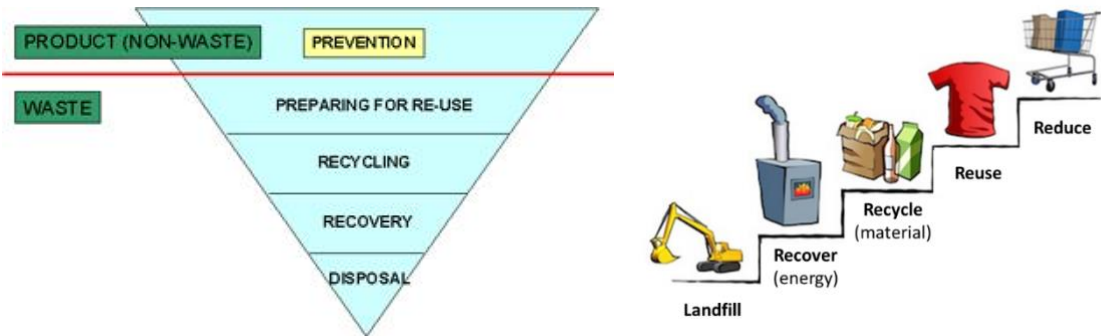 PRODUCT (NON-WASTE)
PREVENTION
WASTE
PREPARING FOR RE-USE
RECYCLING
RECOVERY
DISPOSAL
Reduce
Reuse
Recycle
(material)
Recover
(energy)
Landfill